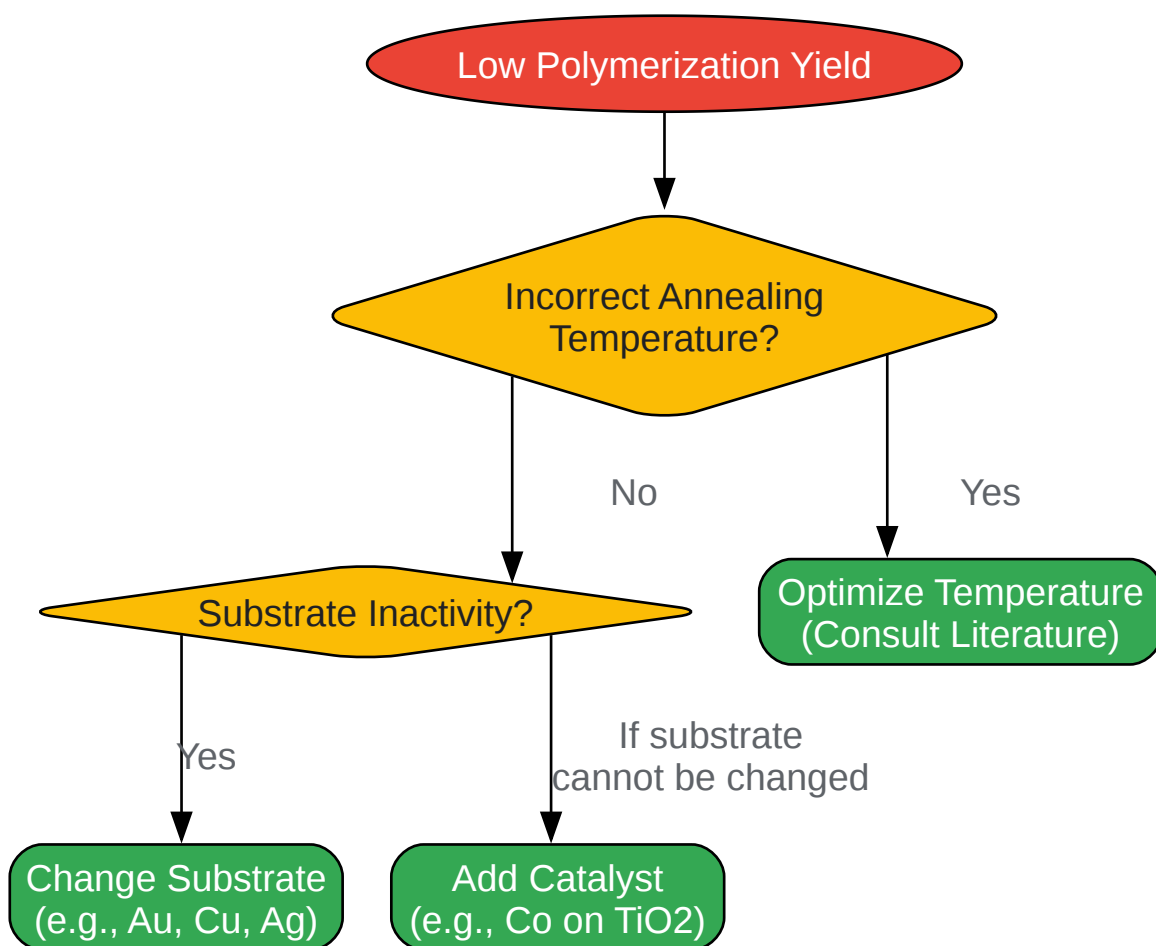 Low Polymerization Yield
Incorrect Annealing
Temperature?
No
Yes
Substrate Inactivity?
Optimize Temperature
(Consult Literature)
Yes
If substrate
cannot be changed
Change Substrate
(e.g., Au, Cu, Ag)
Add Catalyst
(e.g., Co on TiO2)